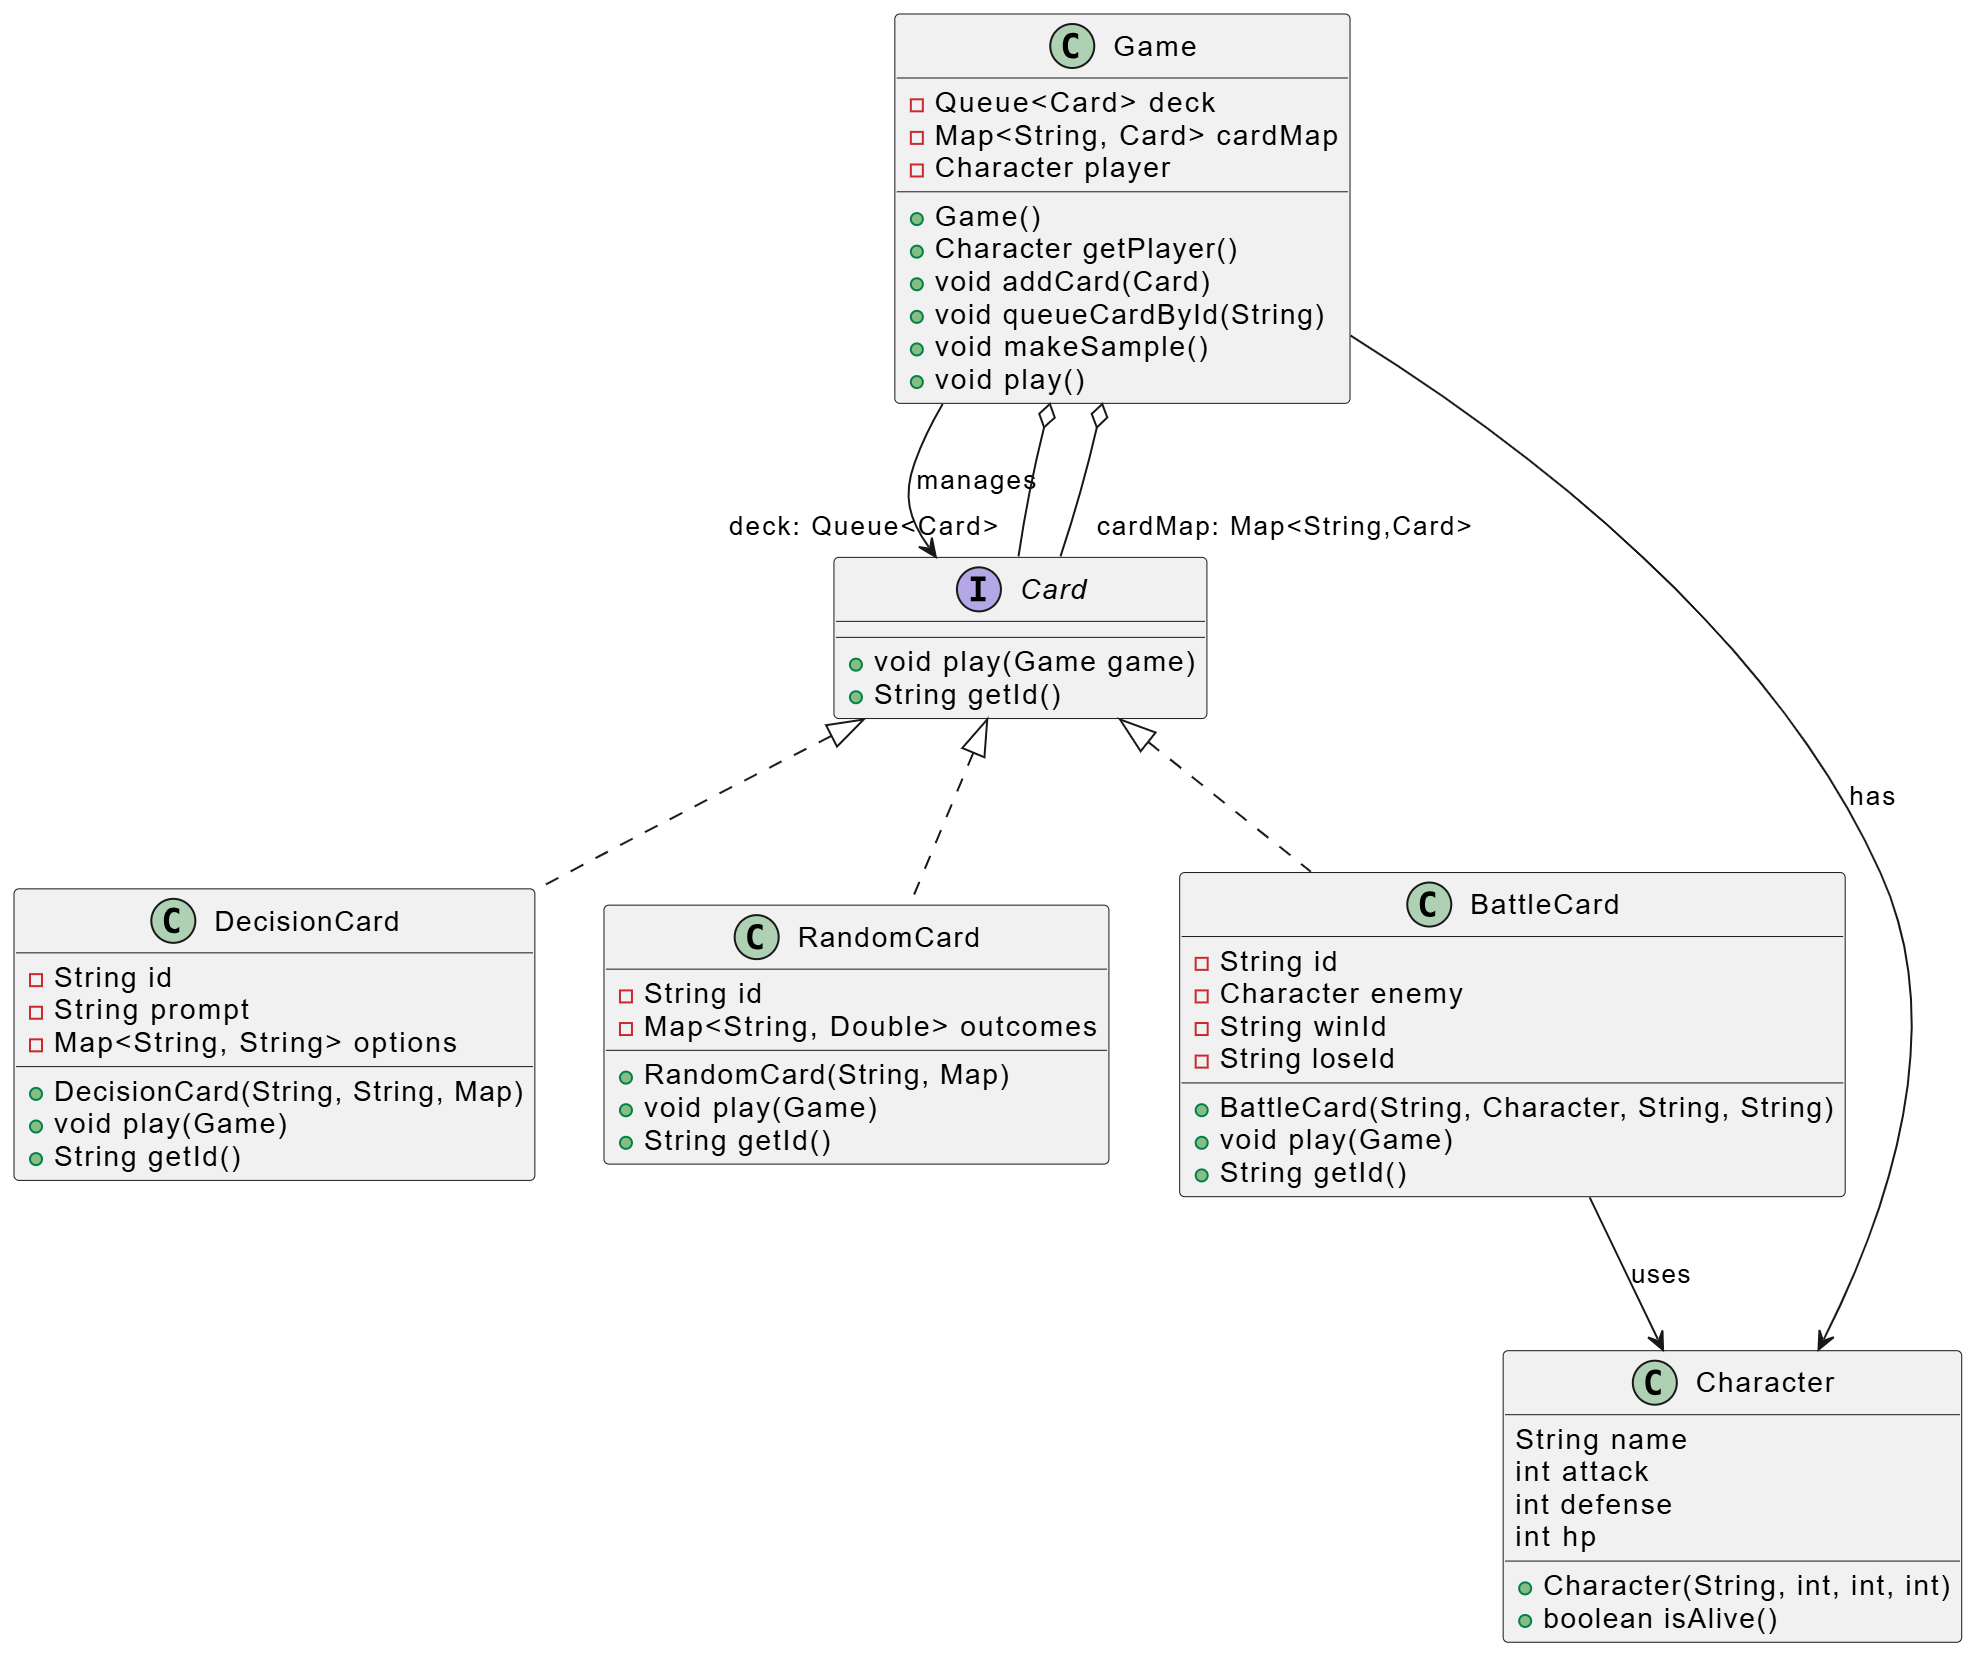 C Game
Queue<Card> deck
Map<String, Card> cardMap
Character player
Game()
Character getPlayer()
void addCard(Card)
void queueCardById(String)
void makeSample()
void play()
manages
deck: Queue<Card>
cardMap: Map<String,Card>
I Card
void play(Game game)
String getId()
has
C DecisionCard
String id
String prompt
Map<String, String> options
DecisionCard(String, String, Map)
void play(Game)
String getId()
C RandomCard
String id
Map<String, Double> outcomes
RandomCard(String, Map)
void play(Game)
String getId()
C BattleCard
String id
Character enemy
String winId
String loseId
BattleCard(String, Character, String, String)
void play(Game)
String getId()
uses
C Character
String name
int attack
int defense
int hp
Character(String, int, int, int)
boolean isAlive()